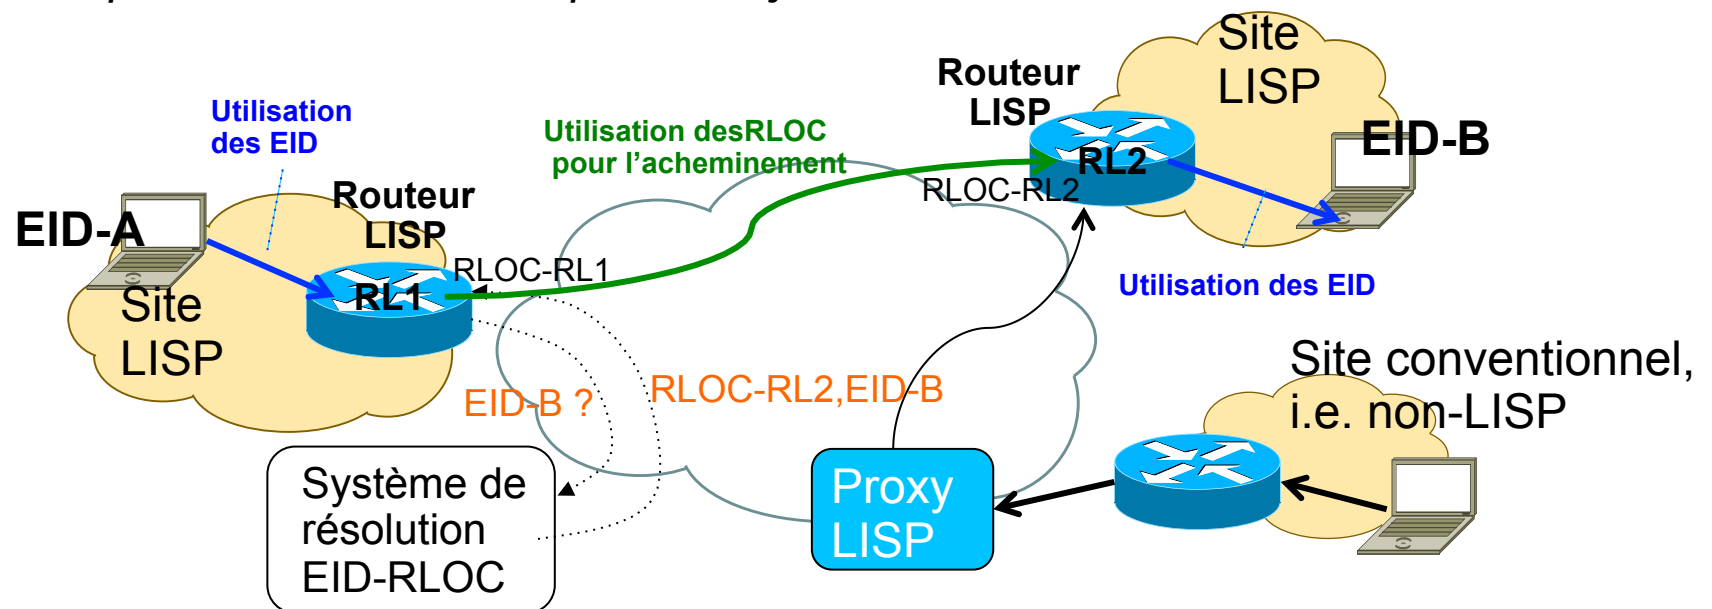 Site
LISP
Routeur
LISP
EID-B
RL2
RLOC-RL2
Utilisation
des EID
Utilisation desRLOC
pour l'acheminement
Routeur
LISP
EID-A
RLOC-RL1
RL1
Site
LISP
Utilisation des EID
EID-B ?
RLOC-RL2,EID-B
Site conventionnel,
i.e. non-LISP
Système de
résolution
EID-RLOC
Proxy
LISP